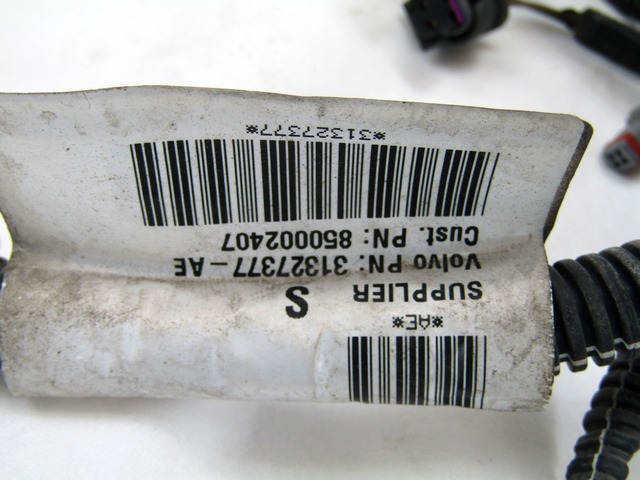 *AE*
SUPPLIER S
Volvo PN: 31327377-AE
Cust. PN: 850002407
*31327377*